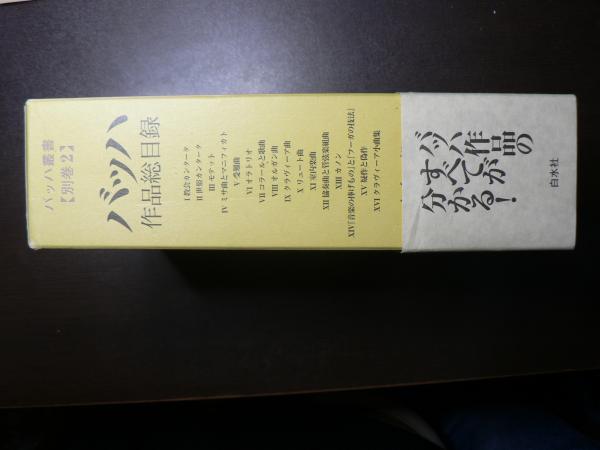 バッハ叢書
【別巻2】
バッハ
作品総目録
I 教会カンタータ
II 世俗カンタータ
III モテット
IV ミサ曲とマニフィカト
V 受難曲
VI オラトリオ
VII コラールと歌曲
VIII オルガン曲
IX クラヴィーア曲
X リュート曲
XI 室内楽曲
XII 協奏曲と管弦楽組曲
XIII カノン
XIV『音楽の捧げもの』と『フーガの技法』
XV 疑作と偽作
XVI クラヴィーア小曲集
バッハ作品の
すべてが
分かる!
白水社